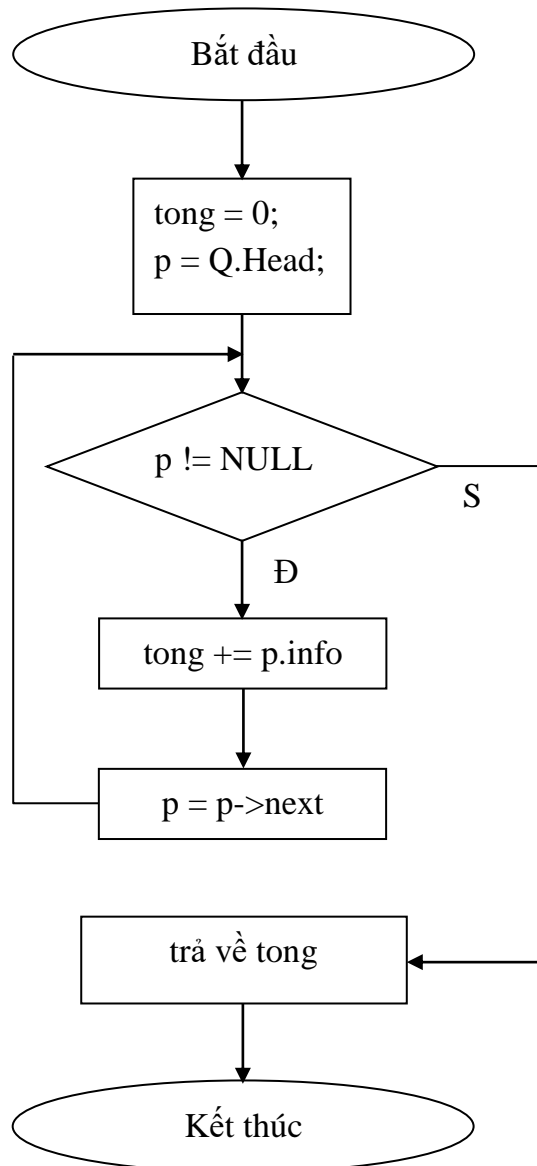 Bắt đầu
tong = 0;
p = Q.Head;
p != NULL
S
Đ
tong += p.info
p = p->next
trả về tong
Kết thúc